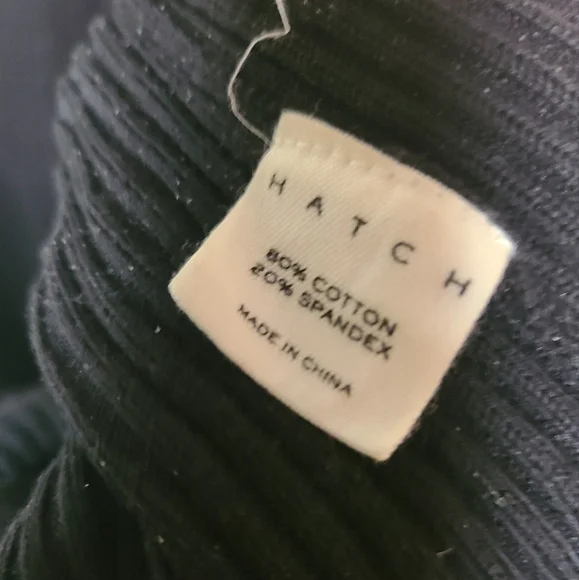 HATCH
80% COTTON
20% SPANDEX
MADE IN CHINA